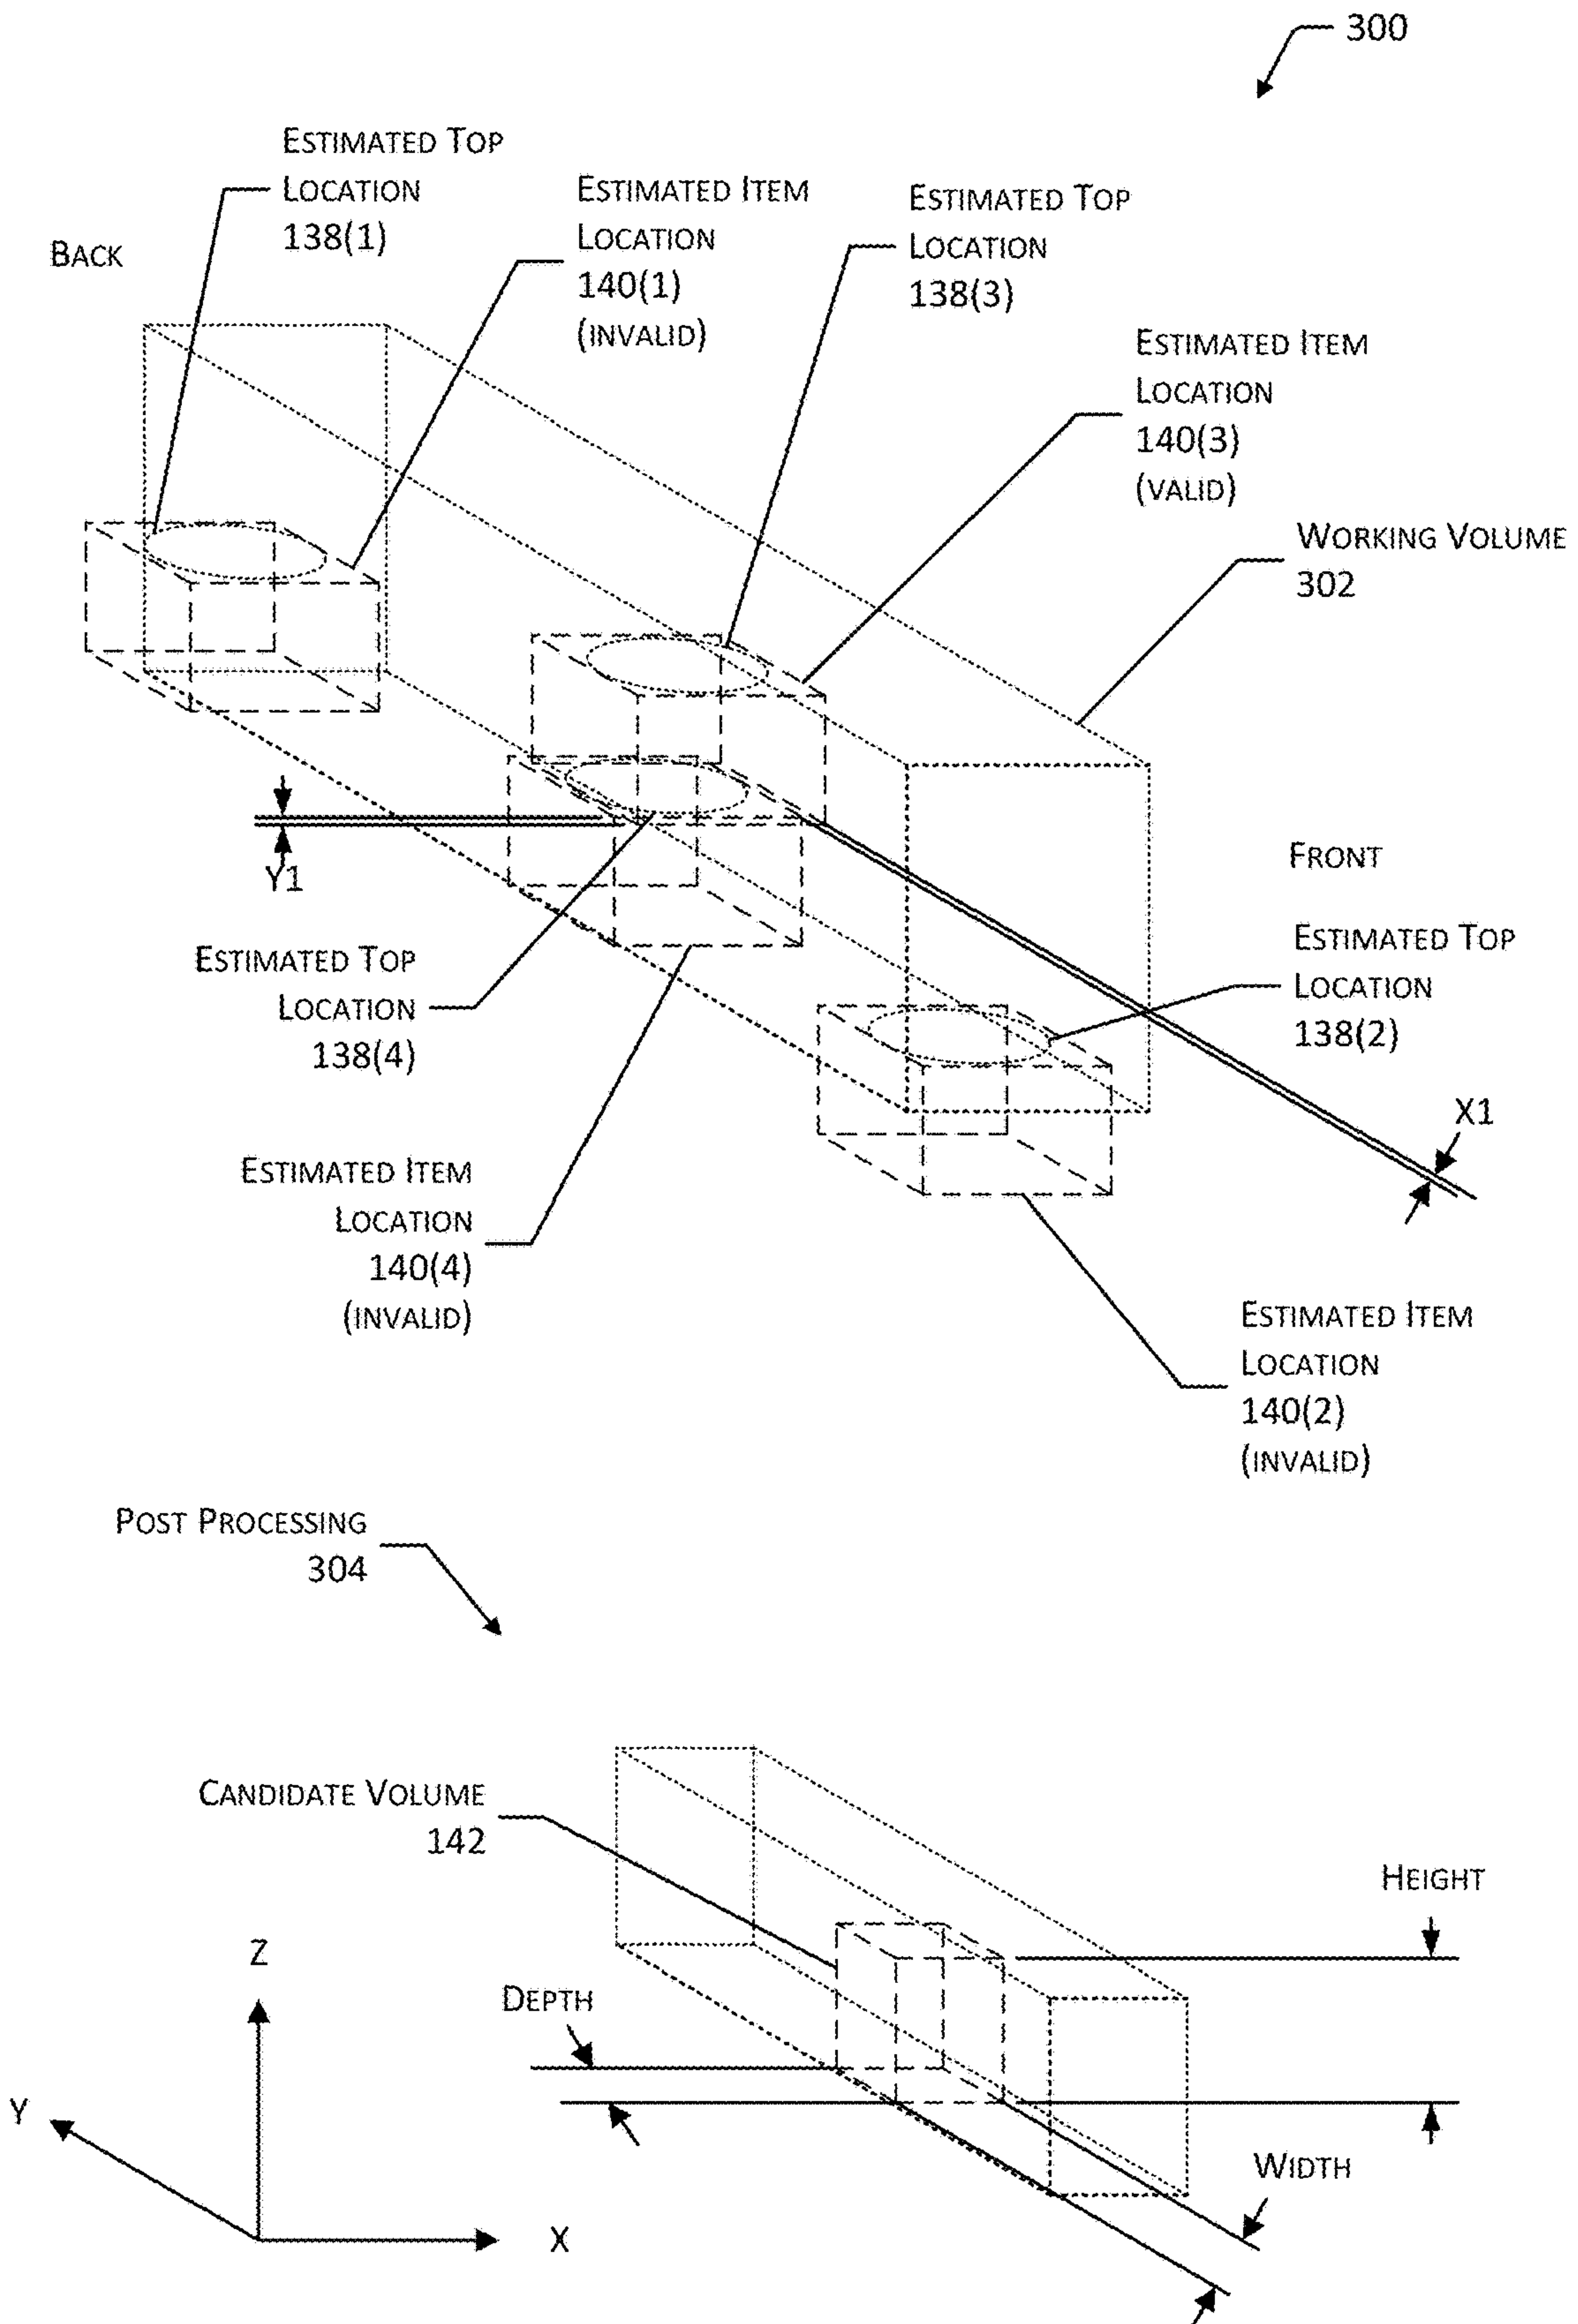 300
ESTIMATED TOP
LOCATION
138(1)
ESTIMATED ITEM
LOCATION
140(1)
(INVALID)
ESTIMATED TOP
LOCATION
138(3)
BACK
ESTIMATED ITEM
LOCATION
140(3)
(VALID)
WORKING VOLUME
302
Y1
FRONT
ESTIMATED TOP
LOCATION
138(4)
ESTIMATED TOP
LOCATION
138(2)
X1
ESTIMATED ITEM
LOCATION
140(4)
(INVALID)
ESTIMATED ITEM
LOCATION
140(2)
(INVALID)
POST PROCESSING
304
CANDIDATE VOLUME
142
HEIGHT
Z
DEPTH
Y
X
WIDTH